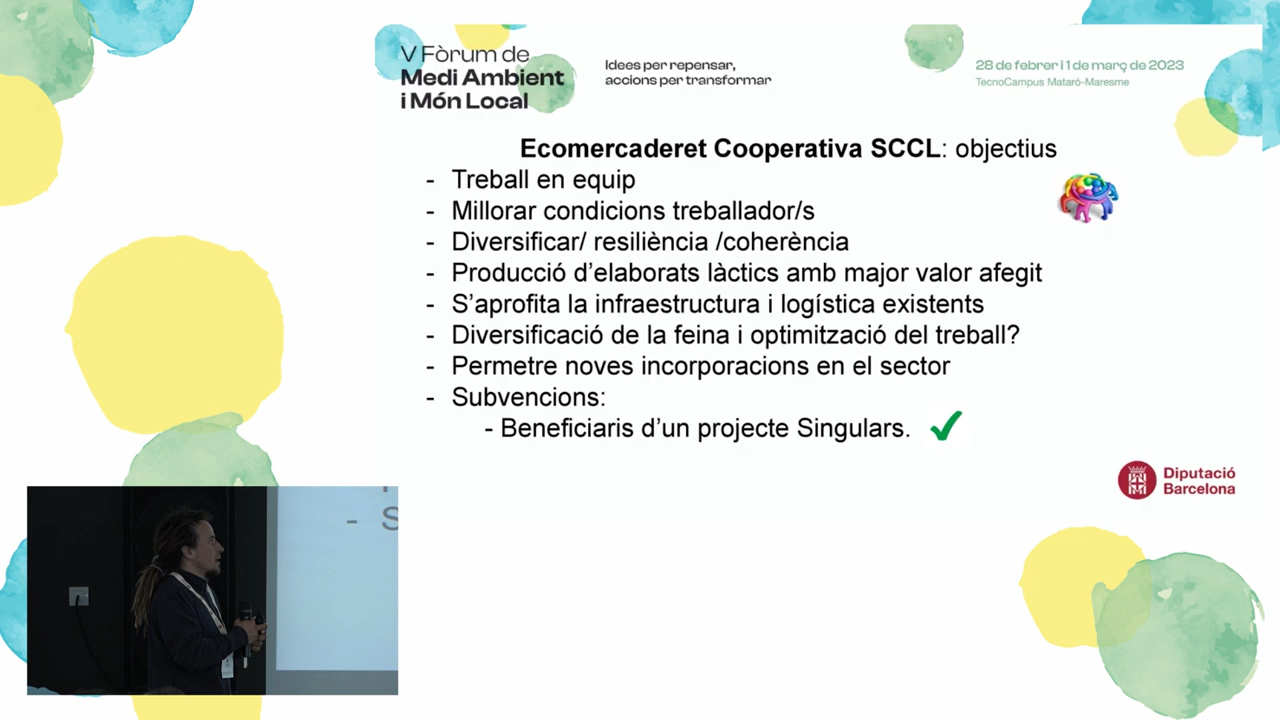 V Fòrum de
Medi Ambient
i Món Local
Idees per repensar,
accions per transformar
28 de febrer i 1 de març de 2023
TecnoCampus Mataró-Maresme
Ecomercaderet Cooperativa SCCL: objectius
- Treball en equip
- Millorar condicions treballador/s
- Diversificar/ resiliència /coherència
- Producció d’elaborats làctics amb major valor afegit
- S’aprofita la infraestructura i logística existents
- Diversificació de la feina i optimització del treball?
- Permetre noves incorporacions en el sector
- Subvencions:
- Beneficiaris d’un projecte Singulars.
Diputació
Barcelona
- S